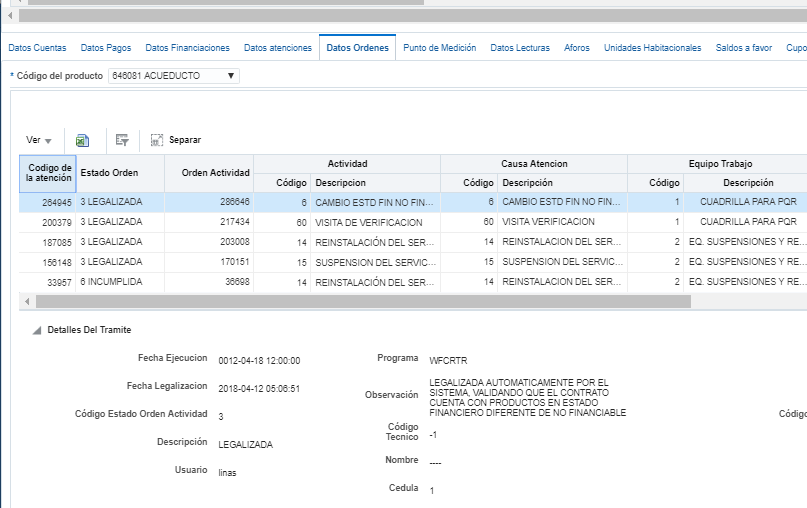 Datos Cuentas Datos Pagos Datos Financiaciones Datos atenciones Datos Ordenes Punto de Medición Datos Lecturas Aforos Unidades Habitacionales Saldos a favor Cupo
* Código del producto 646081 ACUEDUCTO
Ver Separar
Codigo de la atención Estado Orden Orden Actividad Actividad Causa Atencion Equipo Trabajo
Código Descripcion Código Descripción Código Descripción
264945 3 LEGALIZADA 286646 6 CAMBIO ESTD FIN NO FIN... 6 CAMBIO ESTD FIN NO FIN... 1 CUADRILLA PARA PQR
200379 3 LEGALIZADA 217434 60 VISITA DE VERIFICACION 60 VISITA VERIFICACION 1 CUADRILLA PARA PQR
187085 3 LEGALIZADA 203008 14 REINSTALACIÓN DEL SER... 14 REINSTALACION DEL SER... 2 EQ. SUSPENSIONES Y RE...
156148 3 LEGALIZADA 170151 15 SUSPENSION DEL SERVIC... 15 SUSPENSION DEL SERVIC... 2 EQ. SUSPENSIONES Y RE...
33957 6 INCUMPLIDA 36698 14 REINSTALACIÓN DEL SER... 14 REINSTALACION DEL SER... 2 EQ. SUSPENSIONES Y RE...
Detalles Del Tramite
Fecha Ejecucion 0012-04-18 12:00:00
Fecha Legalizacion 2018-04-12 05:06:51
Código Estado Orden Actividad 3
Descripción LEGALIZADA
Usuario linas
Programa WFCRTR
Observación LEGALIZADA AUTOMATICAMENTE POR EL
SISTEMA, VALIDANDO QUE EL CONTRATO
CUENTA CON PRODUCTOS EN ESTADO
FINANCIERO DIFERENTE DE NO FINANCIABLE
Código
Tecnico -1
Nombre ----
Cedula 1
Código